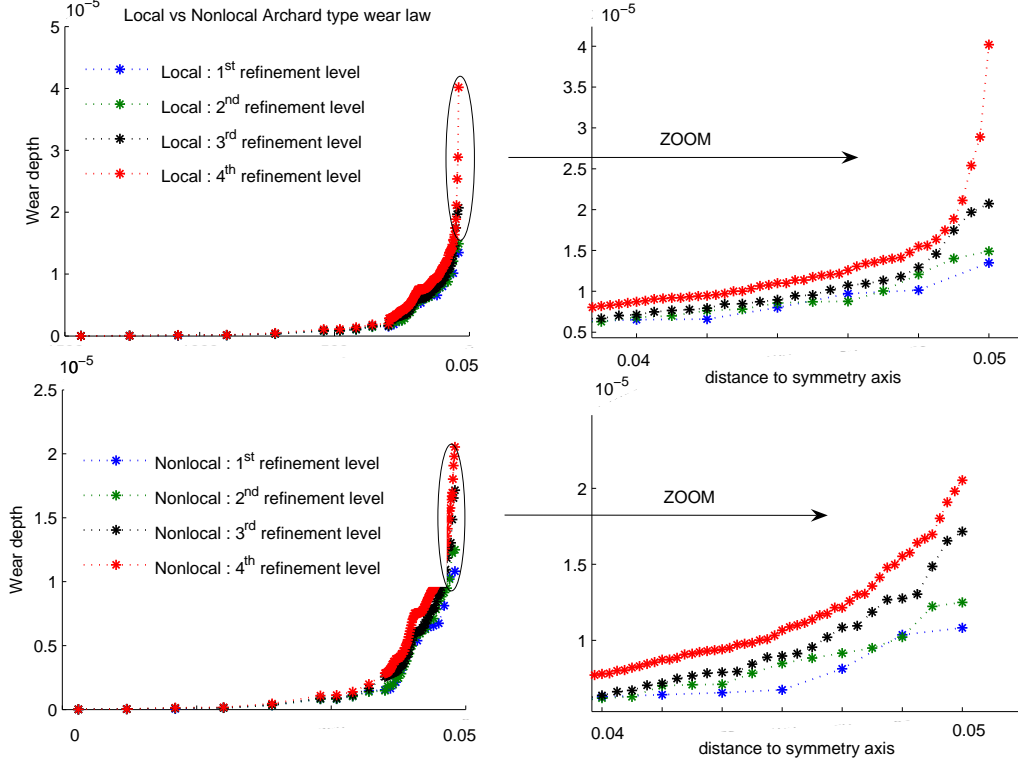 Local vs Nonlocal Archard type wear law
10^-5
5
4
3
2
1
0
Wear depth
Local : 1st refinement level
Local : 2nd refinement level
Local : 3rd refinement level
Local : 4th refinement level
0.05
ZOOM
10^-5
4
3.5
3
2.5
2
1.5
1
0.5
0.04
0.05
distance to symmetry axis
10^-5
2.5
2
1.5
1
0.5
0
Wear depth
Nonlocal : 1st refinement level
Nonlocal : 2nd refinement level
Nonlocal : 3rd refinement level
Nonlocal : 4th refinement level
0
0.05
ZOOM
10^-5
2
1.5
1
0.04
0.05
distance to symmetry axis